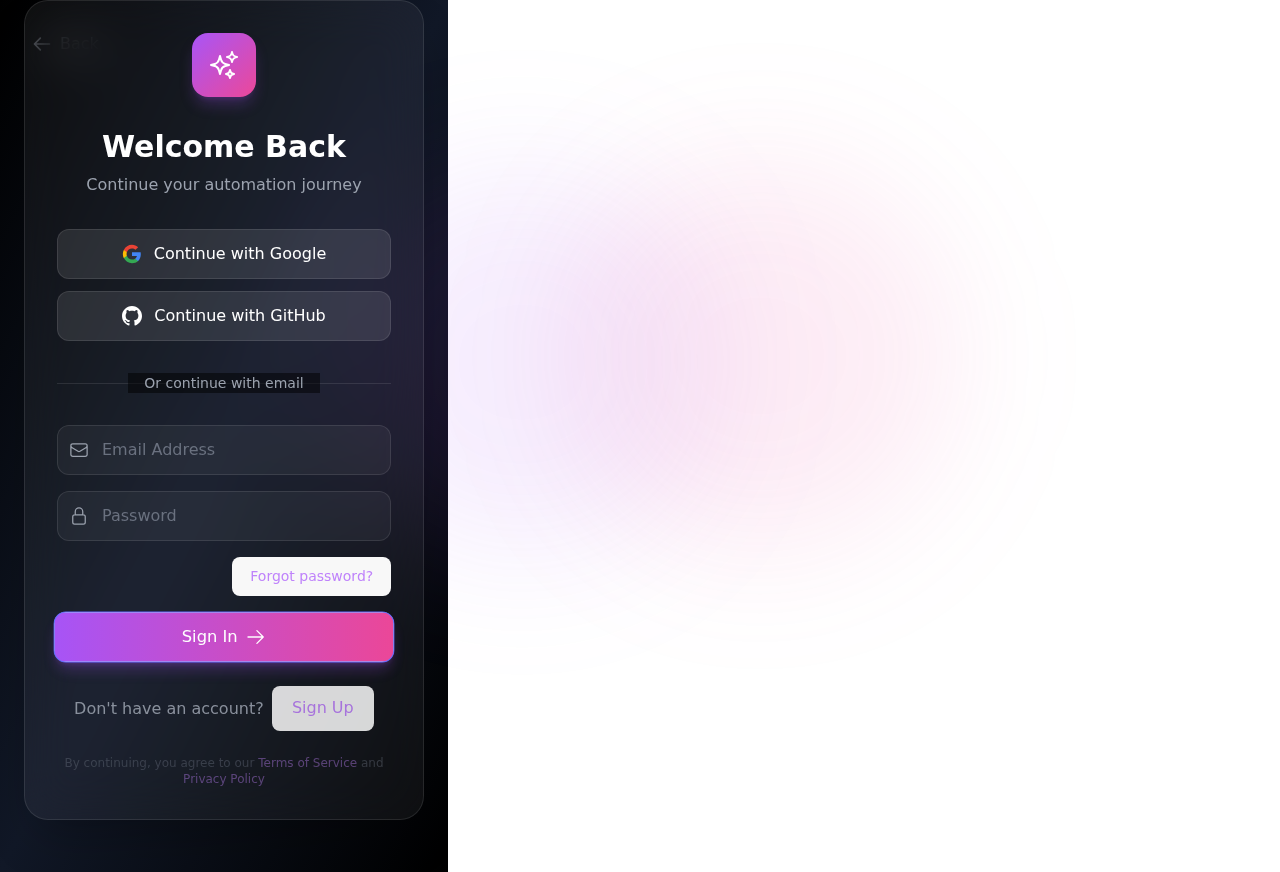 Back
Welcome Back
Continue your automation journey
Continue with Google
Continue with GitHub
Or continue with email
Email Address
Password
Forgot password?
Sign In
Don't have an account? Sign Up
By continuing, you agree to our Terms of Service and
Privacy Policy